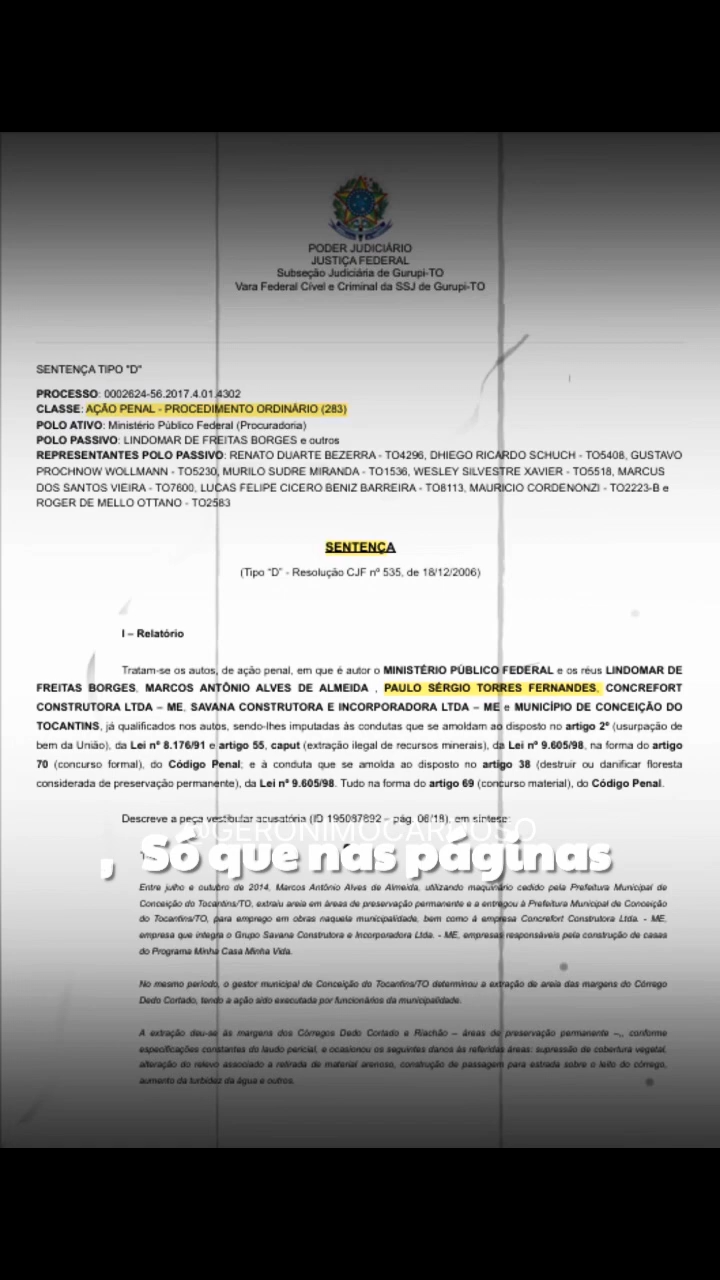 PODER JUDICIÁRIO
JUSTIÇA FEDERAL
Subseção Judiciária de Gurupi-TO
Vara Federal Cível e Criminal da SSJ de Gurupi-TO
SENTENÇA TIPO "D"
PROCESSO: 0002624-56.2017.4.01.4302
CLASSE: AÇÃO PENAL - PROCEDIMENTO ORDINÁRIO (283)
POLO ATIVO: Ministério Público Federal (Procuradoria)
POLO PASSIVO: LINDOMAR DE FREITAS BORGES e outros
REPRESENTANTES POLO PASSIVO: RENATO DUARTE BEZERRA - TO4296, DHIEGO RICARDO SCHUCH - TO5408, GUSTAVO
PROCHNOW WOLLMANN - TO5230, MURILO SUDRE MIRANDA - TO1536, WESLEY SILVESTRE XAVIER - TO5518, MARCUS
DOS SANTOS VIEIRA - TO7600, LUCAS FELIPE CICERO BENIZ BARREIRA - TO8113, MAURICIO CORDENONZI - TO2223-B e
ROGER DE MELLO OTTANO - TO2583
SENTENÇA
(Tipo "D" - Resolução CJF nº 535, de 18/12/2006)
I – Relatório
Tratam-se os autos, de ação penal, em que é autor o MINISTÉRIO PÚBLICO FEDERAL e os réus LINDOMAR DE
FREITAS BORGES, MARCOS ANTÔNIO ALVES DE ALMEIDA , PAULO SÉRGIO TORRES FERNANDES, CONCREFORT
CONSTRUTORA LTDA – ME, SAVANA CONSTRUTORA E INCORPORADORA LTDA – ME e MUNICÍPIO DE CONCEIÇÃO DO
TOCANTINS, já qualificados nos autos, sendo-lhes imputadas às condutas que se amoldam ao disposto no artigo 2º (usurpação de
bem da União), da Lei nº 8.176/91 e artigo 55, caput (extração ilegal de recursos minerais), da Lei nº 9.605/98, na forma do artigo
70 (concurso formal), do Código Penal; e à conduta que se amolda ao disposto no artigo 38 (destruir ou danificar floresta
considerada de preservação permanente), da Lei nº 9.605/98. Tudo na forma do artigo 69 (concurso material), do Código Penal.
Descreve a peça vestibular acusatória (ID 195087892 – pág. 06/18), em síntese:
@GERONIMOCARDOSO
, Só que nas páginas
Entre julho e outubro de 2014, Marcos Antônio Alves de Almeida, utilizando maquinário cedido pela Prefeitura Municipal de
Conceição do Tocantins/TO, extraiu areia em áreas de preservação permanente e a entregou à Prefeitura Municipal de Conceição
do Tocantins/TO, para emprego em obras naquela municipalidade, bem como à empresa Concrefort Construtora Ltda. - ME,
empresa que integra o Grupo Savana Construtora e Incorporadora Ltda. - ME, empresas responsáveis pela construção de casas
do Programa Minha Casa Minha Vida.
No mesmo período, o gestor municipal de Conceição do Tocantins/TO determinou a extração de areia das margens do Córrego
Dedo Cortado, tendo a ação sido executada por funcionários da municipalidade.
A extração deu-se às margens dos Córregos Dedo Cortado e Riachão – áreas de preservação permanente –,, conforme
especificações constantes do laudo pericial, e ocasionou os seguintes danos às referidas áreas: supressão de cobertura vegetal,
alteração do relevo associado a retirada de material arenoso, construção de passagem para estrada sobre o leito do córrego,
aumento da turbidez da água e outros.